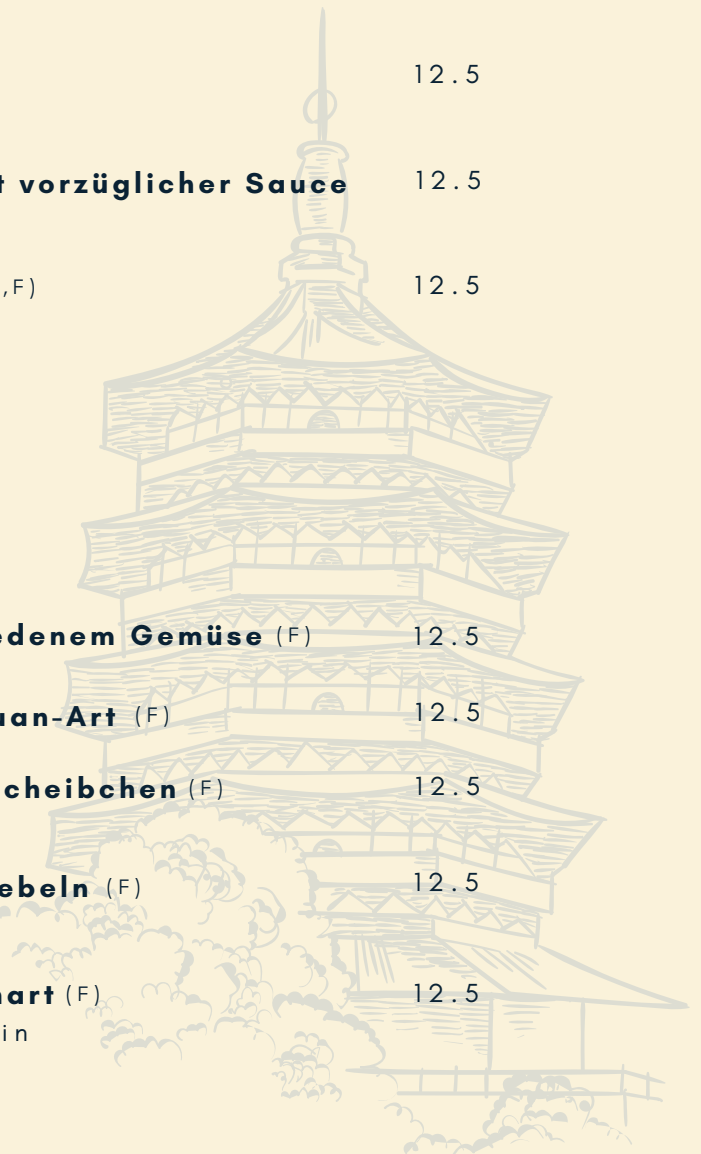 12.5
t vorzüglicher Sauce 12.5
,F) 12.5
edenem Gemüse (F) 12.5
uan-Art (F) 12.5
cheibchen (F) 12.5
ebeln (F) 12.5
art (F) 12.5
in